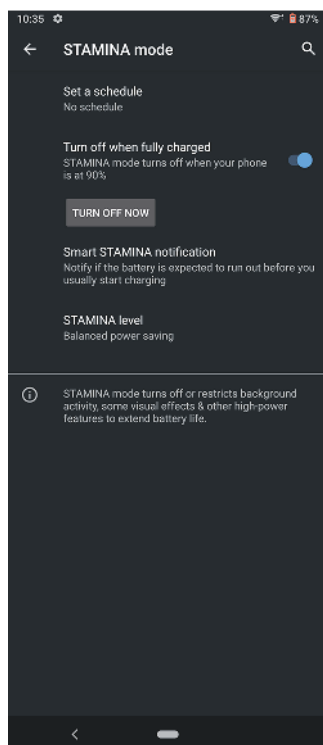 10:35 87%
STAMINA mode
Set a schedule
No schedule
Turn off when fully charged
STAMINA mode turns off when your phone
is at 90%
TURN OFF NOW
Smart STAMINA notification
Notify if the battery is expected to run out before you
usually start charging
STAMINA level
Balanced power saving
STAMINA mode turns off or restricts background
activity, some visual effects & other high-power
features to extend battery life.